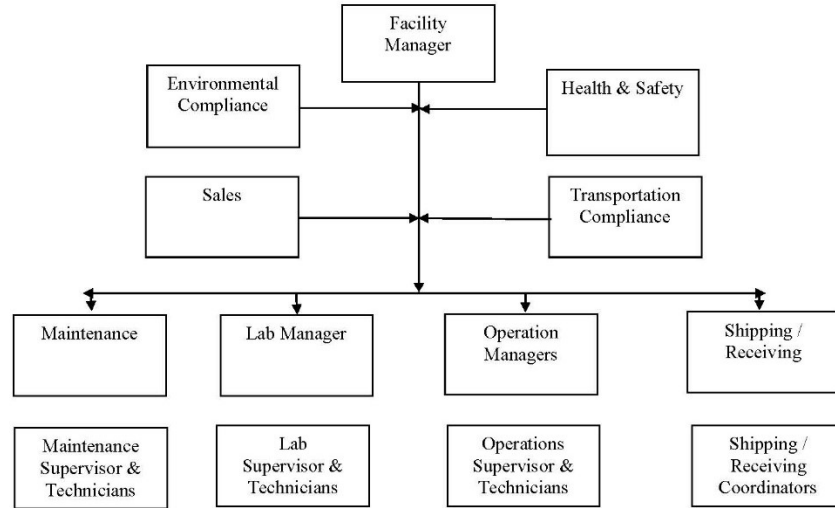 Facility
Manager
Environmental
Compliance
Health & Safety
Sales
Transportation
Compliance
Maintenance
Lab Manager
Operation
Managers
Shipping /
Receiving
Maintenance
Supervisor &
Technicians
Lab
Supervisor &
Technicians
Operations
Supervisor &
Technicians
Shipping /
Receiving
Coordinators